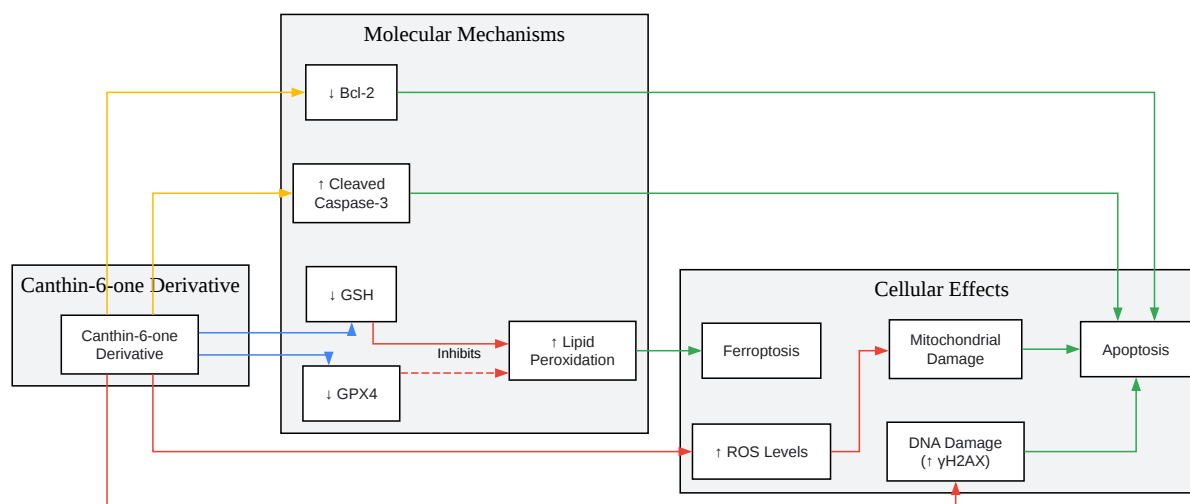 Molecular Mechanisms
↓ Bcl-2
↑ Cleaved
Caspase-3
Canthin-6-one Derivative
Canthin-6-one
Derivative
↓ GSH
Inhibits
↓ GPX4
↑ Lipid
Peroxidation
Cellular Effects
Ferroptosis
Mitochondrial
Damage
Apoptosis
↑ ROS Levels
DNA Damage
(↑ γH2AX)